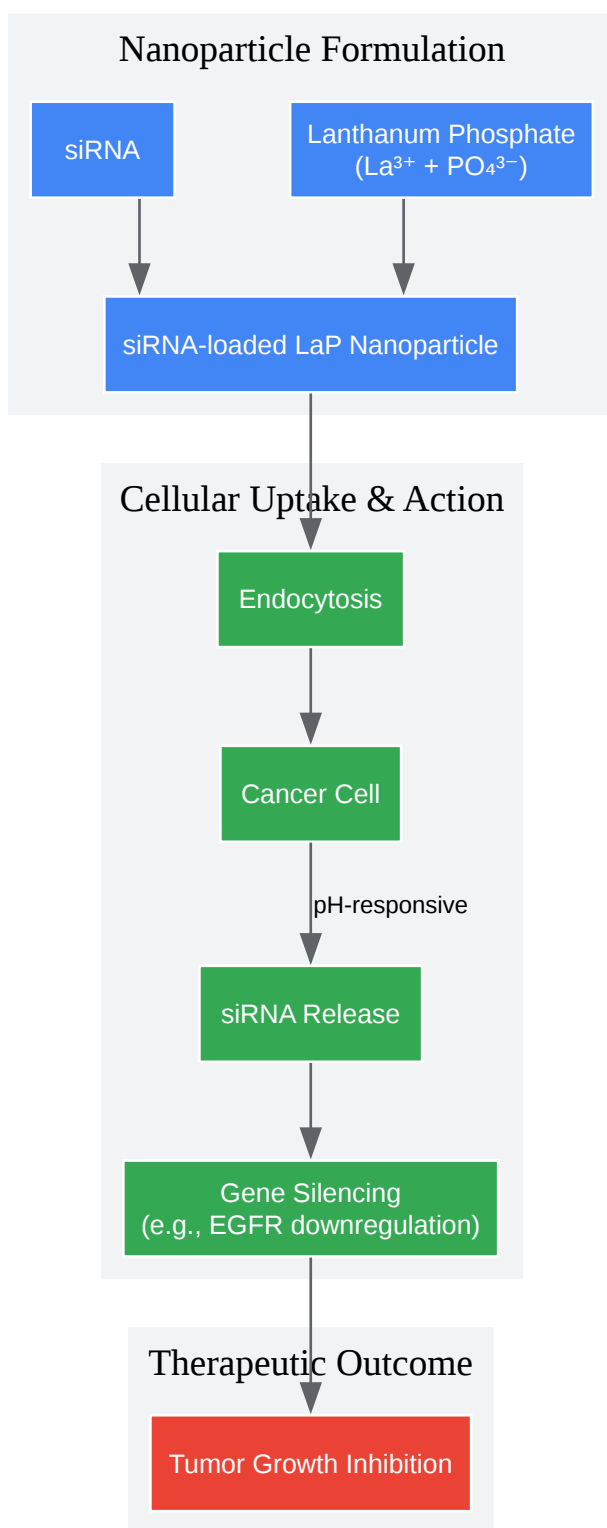 Nanoparticle Formulation
siRNA
Lanthanum Phosphate
(La³⁺ + PO₄³⁻)
siRNA-loaded LaP Nanoparticle
Cellular Uptake & Action
Endocytosis
Cancer Cell
pH-responsive
siRNA Release
Gene Silencing
(e.g., EGFR downregulation)
Therapeutic Outcome
Tumor Growth Inhibition